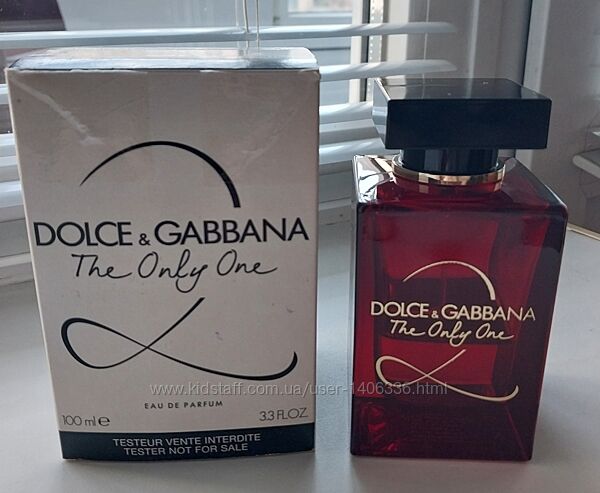 DOLCE & GABBANA
The Only One
EAU DE PARFUM
100 ml e
3.3 FL.OZ.
TESTEUR VENTE INTERDITE
TESTER NOT FOR SALE
DOLCE & GABBANA
The Only One
www.kidstaff.com.ua/user-1406336.html